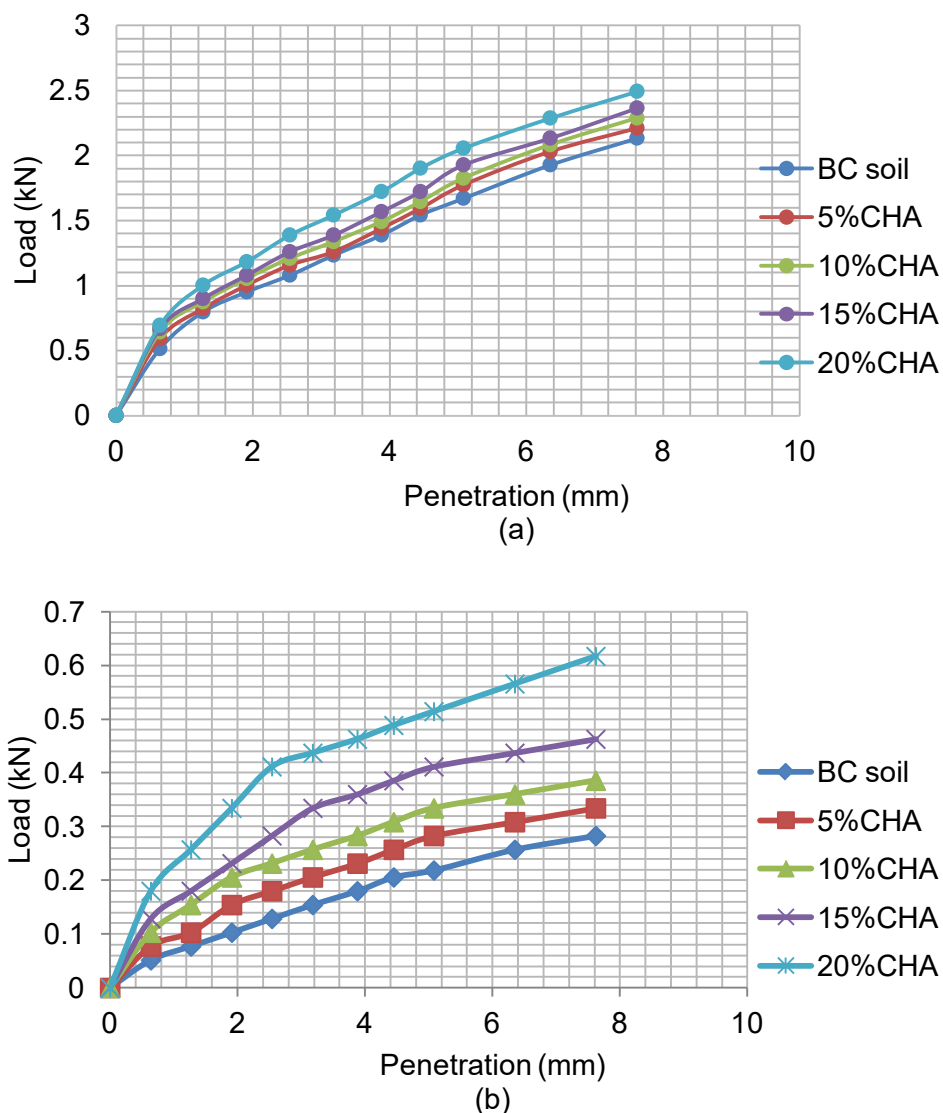 3
2.5
2
1.5
1
0.5
0
Load (kN)
0 2 4 6 8 10
Penetration (mm)
(a)
BC soil
5%CHA
10%CHA
15%CHA
20%CHA
0.7
0.6
0.5
0.4
0.3
0.2
0.1
0
Load (kN)
0 2 4 6 8 10
Penetration (mm)
(b)
BC soil
5%CHA
10%CHA
15%CHA
20%CHA